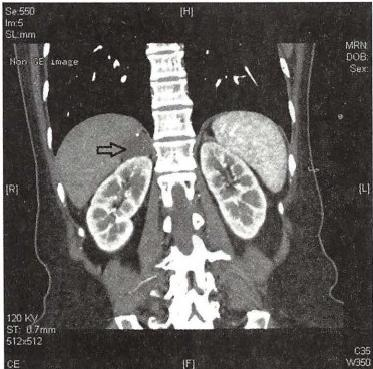 Se:550
Im:5
SL:mm
[H]
Non GE image
MRN:
DOB:
Sex:
[R]
[L]
120 KV
ST: 0.7mm
512x512
CE
[F]
C35
W350